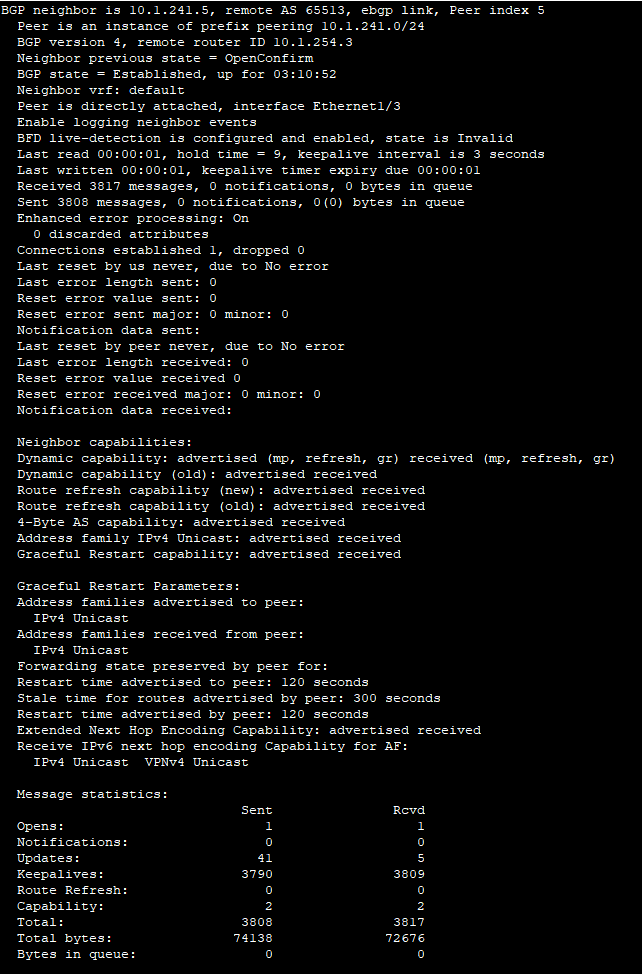 BGP neighbor is 10.1.241.5, remote AS 65513, ebgp link, Peer index 5
Peer is an instance of prefix peering 10.1.241.0/24
BGP version 4, remote router ID 10.1.254.3
Neighbor previous state = OpenConfirm
BGP state = Established, up for 03:10:52
Neighbor vrf: default
Peer is directly attached, interface Ethernet1/3
Enable logging neighbor events
BFD live-detection is configured and enabled, state is Invalid
Last read 00:00:01, hold time = 9, keepalive interval is 3 seconds
Last written 00:00:01, keepalive timer expiry due 00:00:01
Received 3817 messages, 0 notifications, 0 bytes in queue
Sent 3808 messages, 0 notifications, 0(0) bytes in queue
Enhanced error processing: On
0 discarded attributes
Connections established 1, dropped 0
Last reset by us never, due to No error
Last error length sent: 0
Reset error value sent: 0
Reset error sent major: 0 minor: 0
Notification data sent:
Last reset by peer never, due to No error
Last error length received: 0
Reset error value received 0
Reset error received major: 0 minor: 0
Notification data received:
Neighbor capabilities:
Dynamic capability: advertised (mp, refresh, gr) received (mp, refresh, gr)
Dynamic capability (old): advertised received
Route refresh capability (new): advertised received
Route refresh capability (old): advertised received
4-Byte AS capability: advertised received
Address family IPv4 Unicast: advertised received
Graceful Restart capability: advertised received
Graceful Restart Parameters:
Address families advertised to peer:
IPv4 Unicast
Address families received from peer:
IPv4 Unicast
Forwarding state preserved by peer for:
Restart time advertised to peer: 120 seconds
Stale time for routes advertised by peer: 300 seconds
Restart time advertised by peer: 120 seconds
Extended Next Hop Encoding Capability: advertised received
Receive IPv6 next hop encoding Capability for AF:
IPv4 Unicast  VPNv4 Unicast
Message statistics:
Sent Rcvd
Opens: 1 1
Notifications: 0 0
Updates: 41 5
Keepalives: 3790 3809
Route Refresh: 0 0
Capability: 2 2
Total: 3808 3817
Total bytes: 74138 72676
Bytes in queue: 0 0